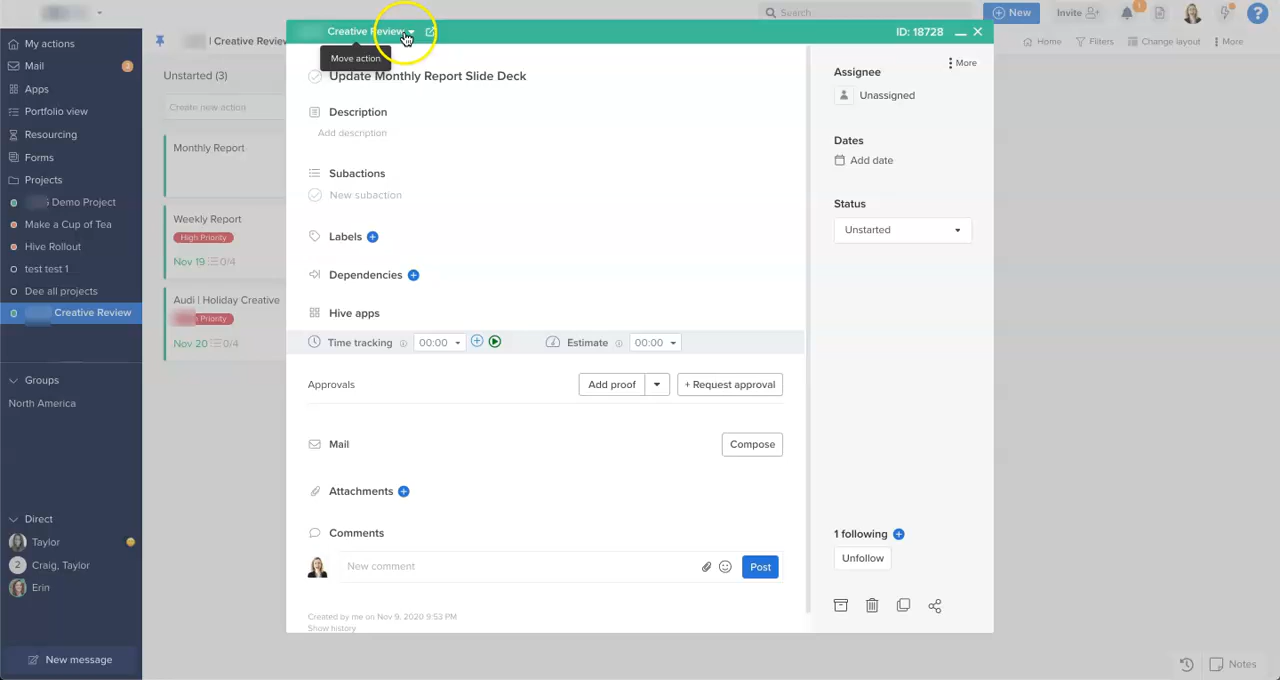 Search
New
Invite
1
?
My actions
Mail
2
Apps
Portfolio view
Resourcing
Forms
Projects
Demo Project
Make a Cup of Tea
Hive Rollout
test test 1
Dee all projects
Creative Review
Groups
North America
Direct
Taylor
2
Craig, Taylor
Erin
New message
| Creative Review
Home
Filters
Change layout
More
Unstarted (3)
Create new action
Monthly Report
Weekly Report
High Priority
Nov 19
0/4
Audi | Holiday Creative
Priority
Nov 20
0/4
Creative Review
ID: 18728
Move action
Update Monthly Report Slide Deck
Description
Add description
Subactions
New subaction
Labels
Dependencies
Hive apps
Time tracking
00:00
Estimate
00:00
Approvals
Add proof
+ Request approval
Mail
Compose
Attachments
Comments
New comment
Post
Created by me on Nov 9, 2020 9:53 PM
Show history
More
Assignee
Unassigned
Dates
Add date
Status
Unstarted
1 following
Unfollow
Notes